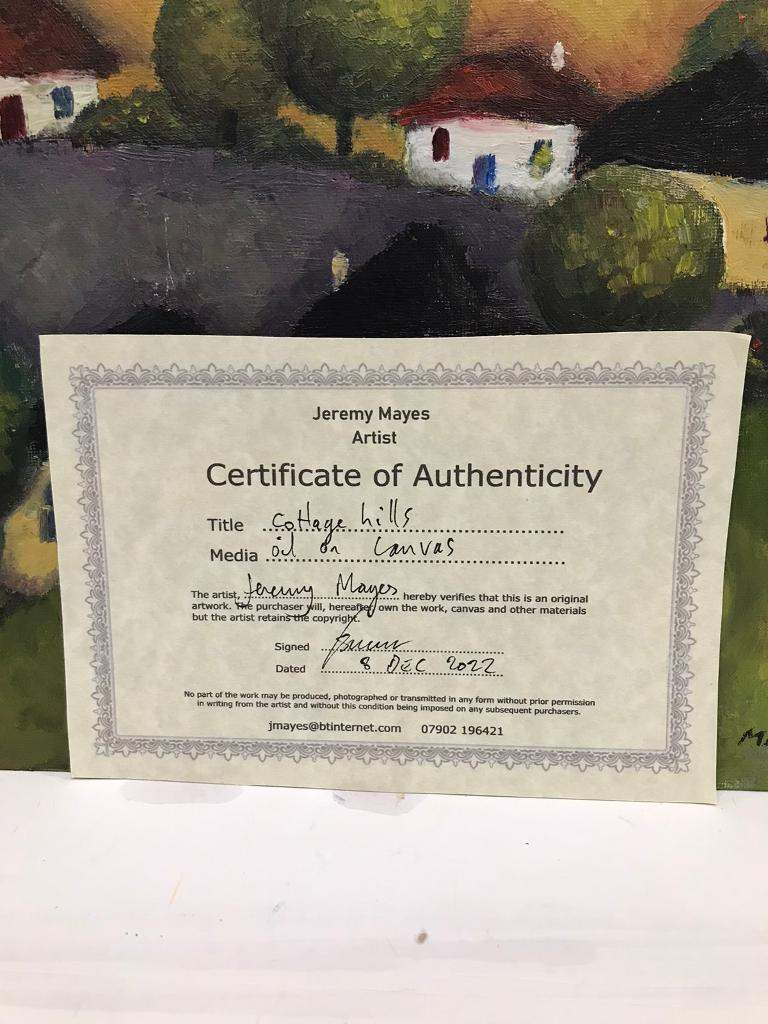 Jeremy Mayes
Artist
Certificate of Authenticity
Title cottage hills
Media oil on canvas
The artist, Jeremy Mayes hereby verifies that this is an original
artwork. The purchaser will, hereafter, own the work, canvas and other materials
but the artist retains the copyright.
Signed
Dated 8 DEC 2022
No part of the work may be produced, photographed or transmitted in any form without prior permission
in writing from the artist and without this condition being imposed on any subsequent purchasers.
jmayes@btinternet.com 07902 196421